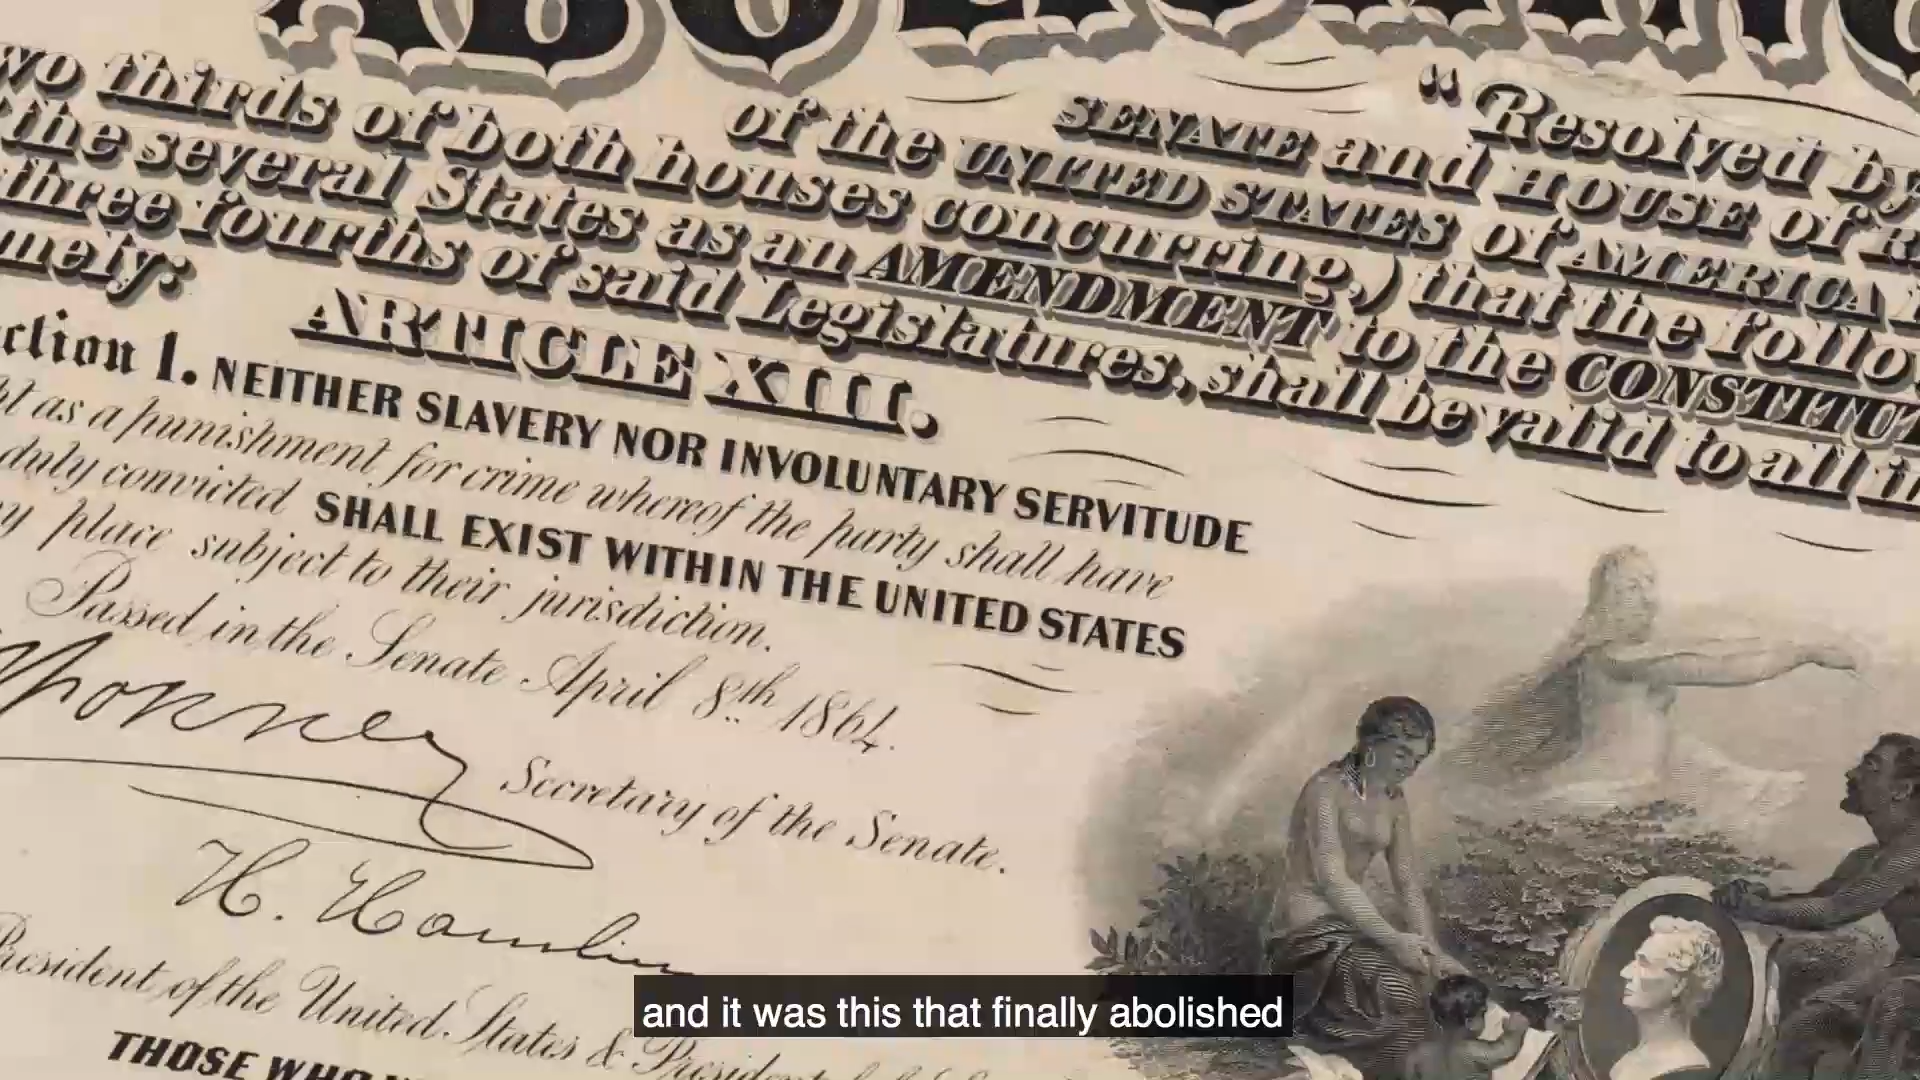 “Resolved by
SENATE and HOUSE of R
of the UNITED STATES of AMERICA
wo thirds of both houses concurring,) that the follo
the several States as an AMENDMENT to the CONSTITUT
three fourths of said Legislatures, shall be valid to all in
mely:
ARTICLE XIII.
ction 1. NEITHER SLAVERY NOR INVOLUNTARY SERVITUDE
t as a punishment for crime whereof the party shall have
duly convicted SHALL EXIST WITHIN THE UNITED STATES
y place subject to their jurisdiction.
Passed in the Senate April 8th 1864.
Secretary of the Senate.
H. Hamlin
President of the United States & President
THOSE WHO
and it was this that finally abolished